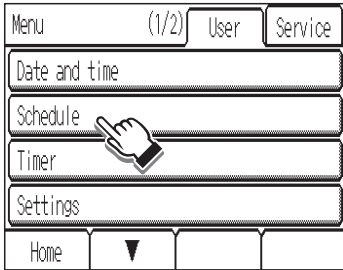 Menu (1/2) User Service
Date and time
Schedule
Timer
Settings
Home ▼